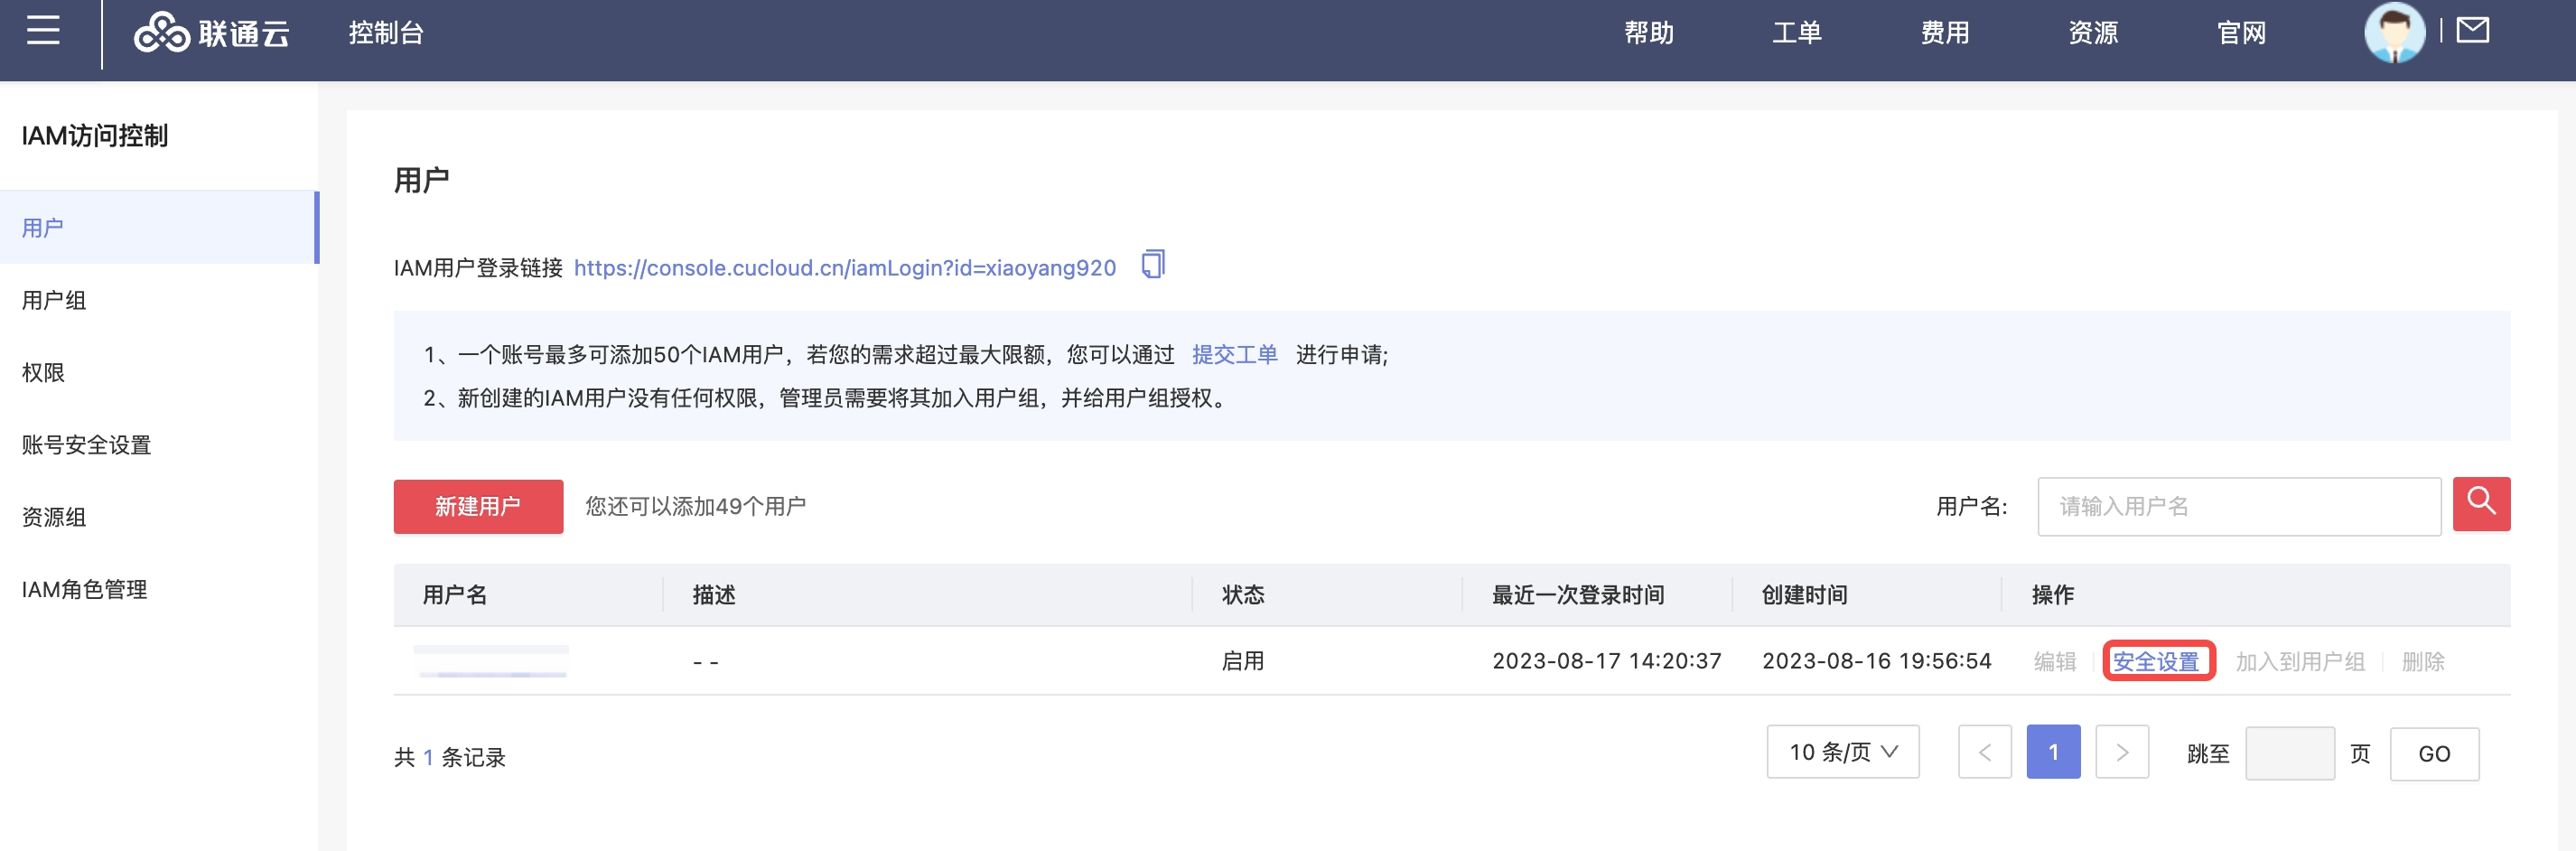 联通云 控制台 帮助 工单 费用 资源 官网
IAM访问控制
用户
用户组
权限
账号安全设置
资源组
IAM角色管理
用户
IAM用户登录链接 https://console.cucloud.cn/iamLogin?id=xiaoyang920
1、一个账号最多可添加50个IAM用户，若您的需求超过最大限额，您可以通过 提交工单 进行申请;
2、新创建的IAM用户没有任何权限，管理员需要将其加入用户组，并给用户组授权。
新建用户 您还可以添加49个用户 用户名: 请输入用户名
用户名 描述 状态 最近一次登录时间 创建时间 操作
- - 启用 2023-08-17 14:20:37 2023-08-16 19:56:54 编辑 安全设置 加入到用户组 删除
共 1 条记录 10 条/页 < 1 > 跳至 页 GO